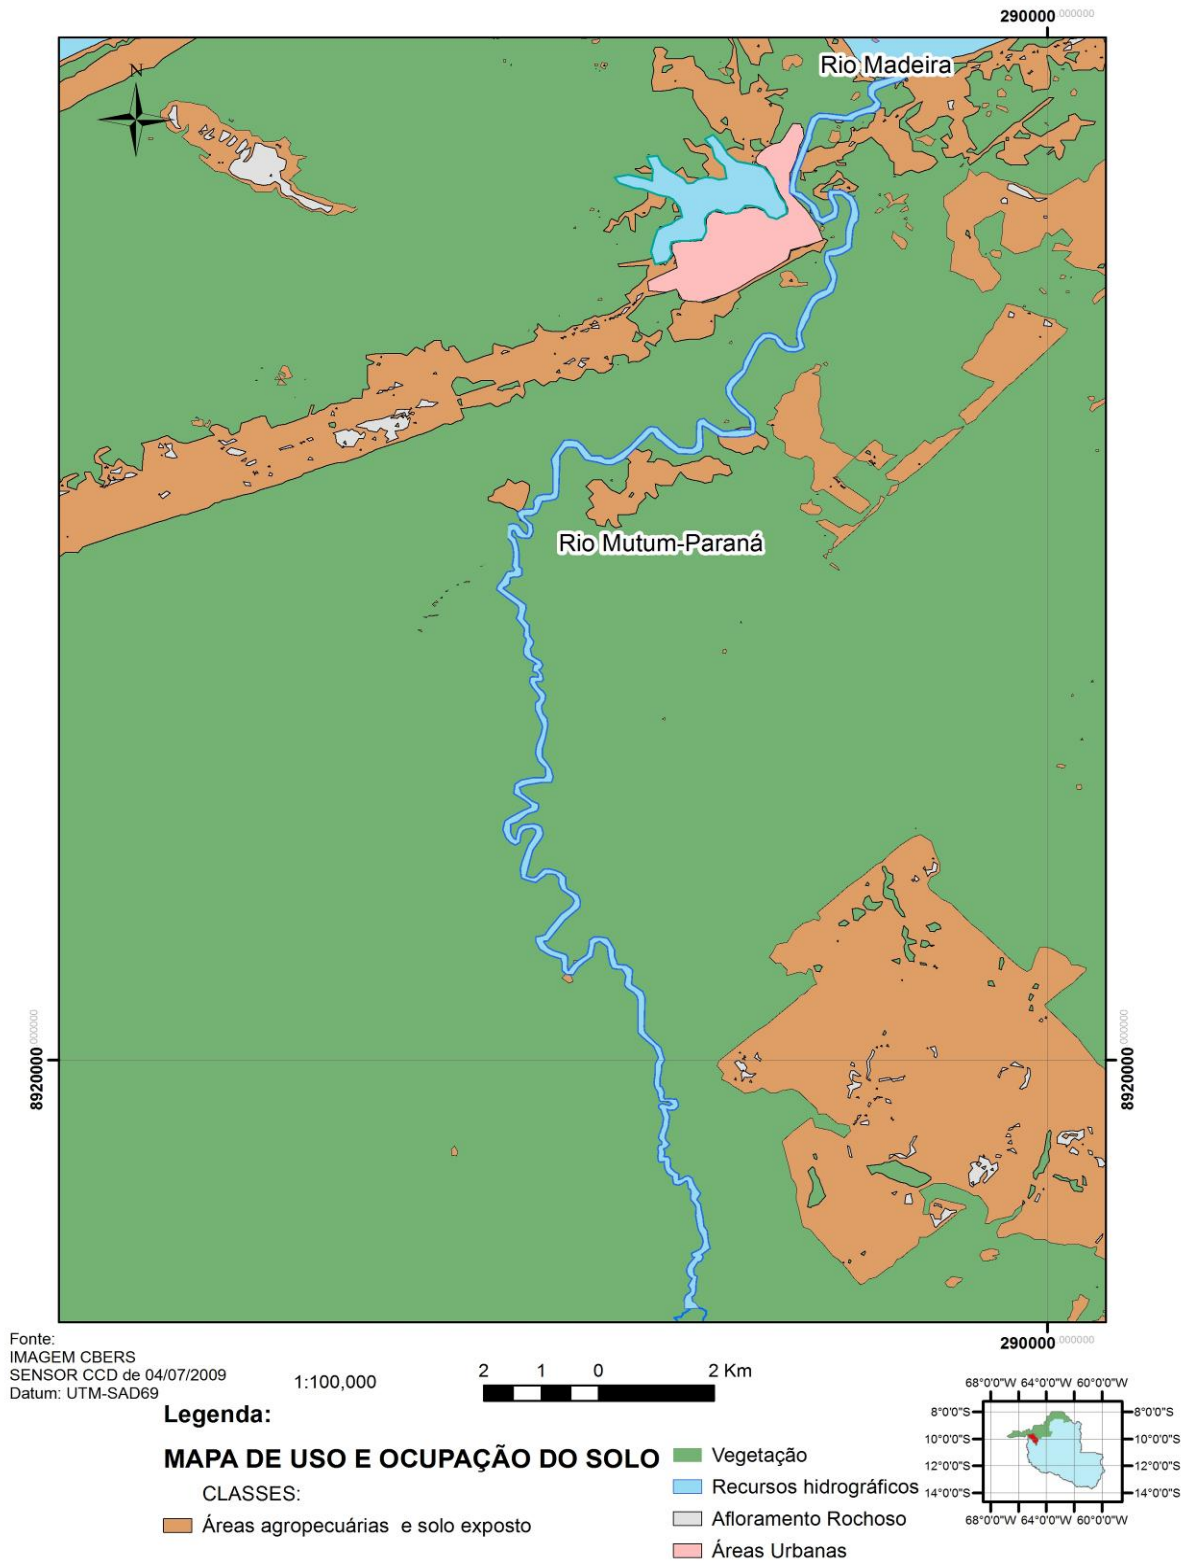 290000.000000
N
Rio Madeira
Rio Mutum-Paraná
8920000.000000
8920000.000000
290000.000000
Fonte:
IMAGEM CBERS
SENSOR CCD de 04/07/2009
Datum: UTM-SAD69
1:100,000
2 1 0 2 Km
Legenda:
MAPA DE USO E OCUPAÇÃO DO SOLO
CLASSES:
Áreas agropecuárias e solo exposto
Vegetação
Recursos hidrográficos
Afloramento Rochoso
Áreas Urbanas
68°0'0"W 64°0'0"W 60°0'0"W
8°0'0"S 8°0'0"S
10°0'0"S 10°0'0"S
12°0'0"S 12°0'0"S
14°0'0"S 14°0'0"S
68°0'0"W 64°0'0"W 60°0'0"W